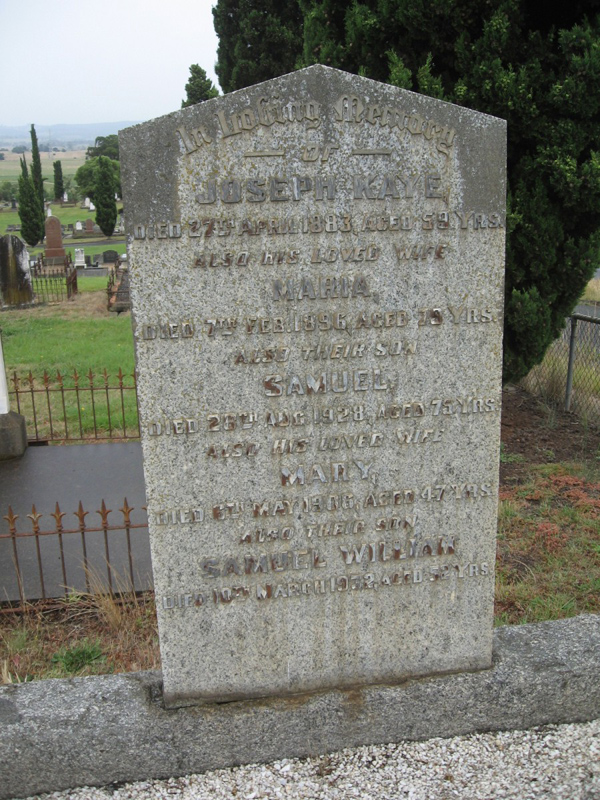 In Loving Memory
OF
JOSEPH KAYE,
DIED 27TH APRIL 1883, AGED 59 YRS.
ALSO HIS LOVED WIFE
MARIA,
DIED 7TH FEB. 1896, AGED 73 YRS.
ALSO THEIR SON
SAMUEL,
DIED 26TH AUG. 1928, AGED 75 YRS.
ALSO HIS LOVED WIFE
MARY,
DIED MAY 1906, AGED 47 YRS.
ALSO THEIR SON
SAMUEL WILLIAM
DIED 10TH MARCH 1952, AGED YRS.